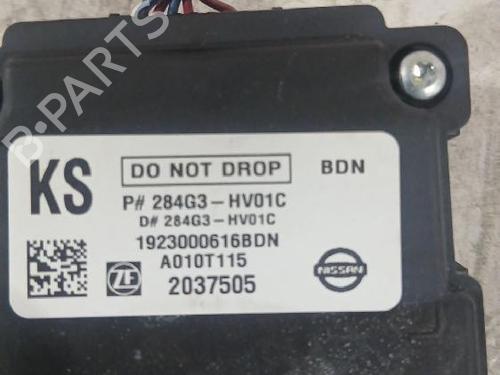 KS
DO NOT DROP
BDN
P# 284G3-HV01C
D# 284G3-HV01C
1923000616BDN
A010T115
2037505
ZF
NISSAN
B-PARTS